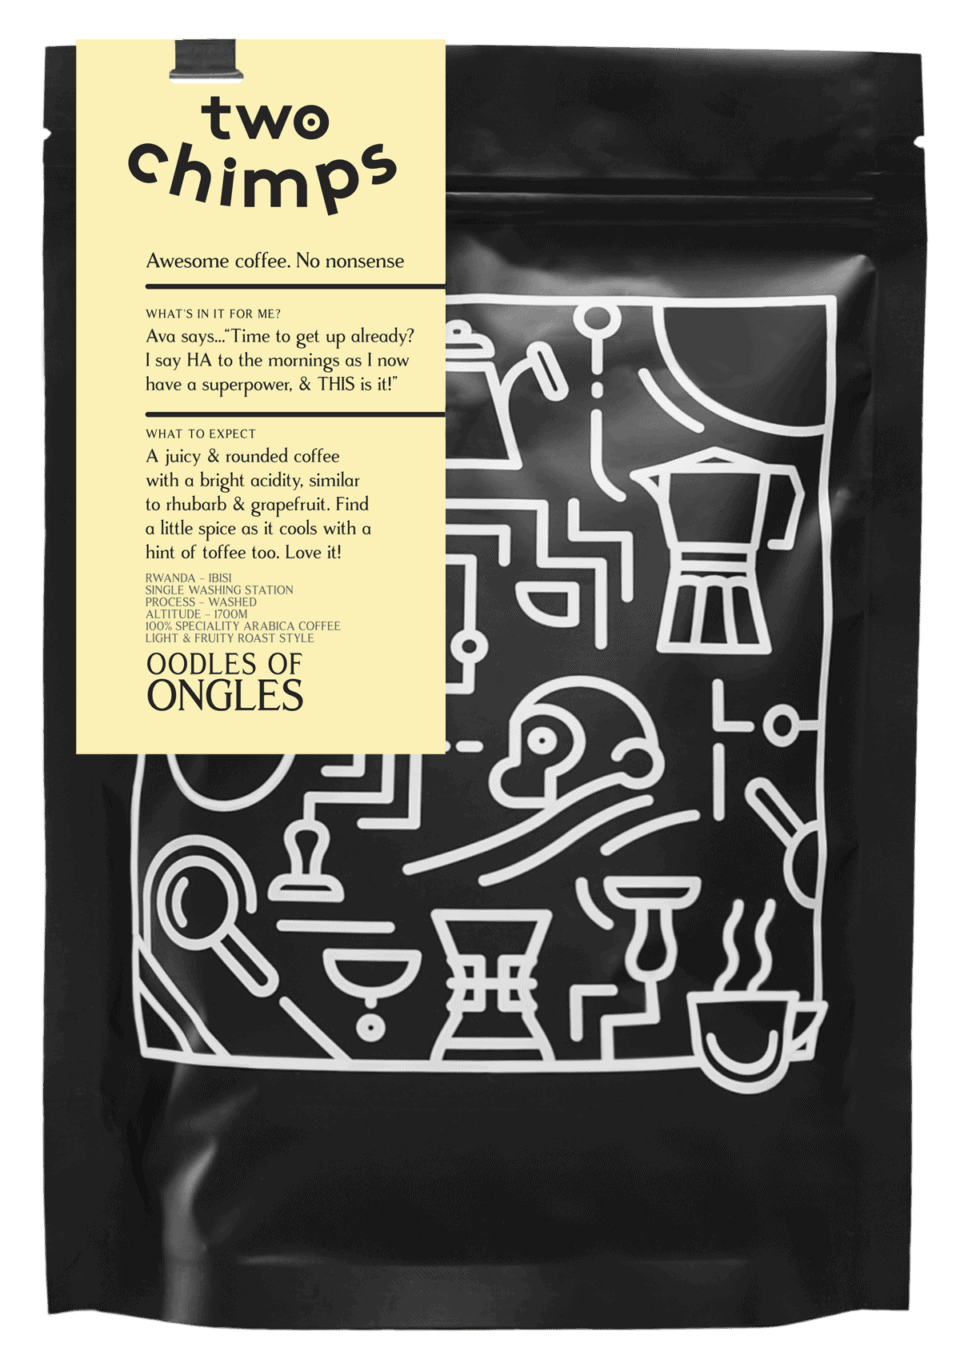 two
chimps
Awesome coffee. No nonsense
WHAT'S IN IT FOR ME?
Ava says..."Time to get up already?
I say HA to the mornings as I now
have a superpower, & THIS is it!"
WHAT TO EXPECT
A juicy & rounded coffee
with a bright acidity, similar
to rhubarb & grapefruit. Find
a little spice as it cools with a
hint of toffee too. Love it!
RWANDA - IBISI
SINGLE WASHING STATION
PROCESS - WASHED
ALTITUDE - 1700M
100% SPECIALITY ARABICA COFFEE
LIGHT & FRUITY ROAST STYLE
OODLES OF
ONGLES